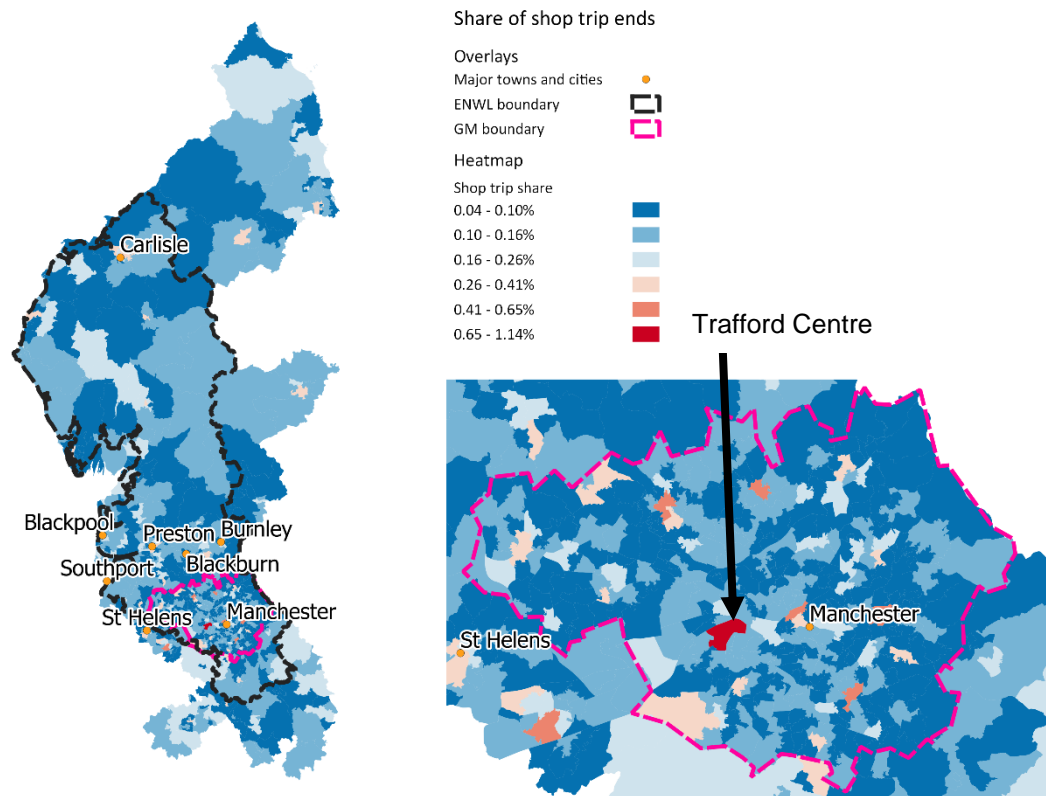 Share of shop trip ends
Overlays
Major towns and cities
ENWL boundary
GM boundary
Heatmap
Shop trip share
0.04 - 0.10%
0.10 - 0.16%
0.16 - 0.26%
0.26 - 0.41%
0.41 - 0.65%
0.65 - 1.14%
Trafford Centre
Carlisle
Blackpool
Preston
Burnley
Blackburn
Southport
St Helens
Manchester
Manchester
St Helens